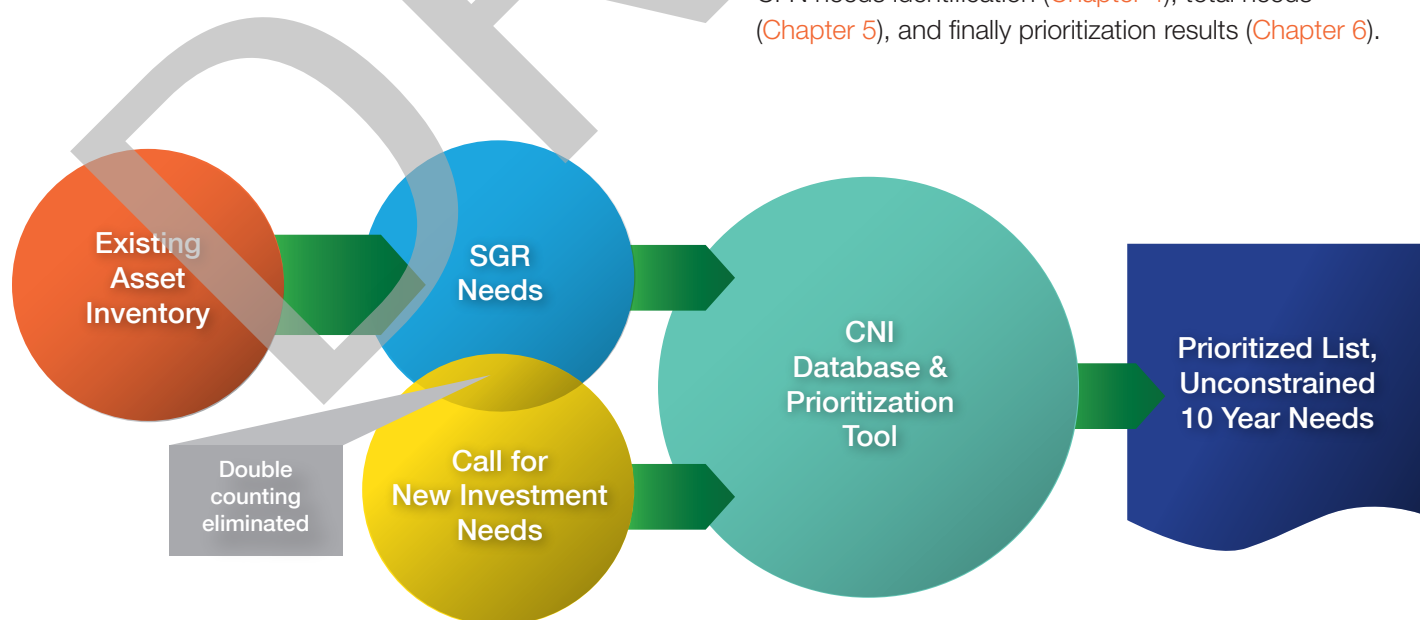 (Chapter 5), and finally prioritization results (Chapter 6).
Existing
Asset
Inventory
SGR
Needs
Double
counting
eliminated
Call for
New Investment
Needs
CNI
Database &
Prioritization
Tool
Prioritized List,
Unconstrained
10 Year Needs